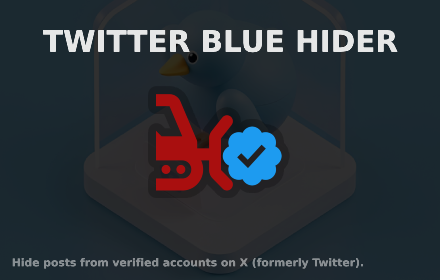 TWITTER BLUE HIDER
Hide posts from verified accounts on X (formerly Twitter).